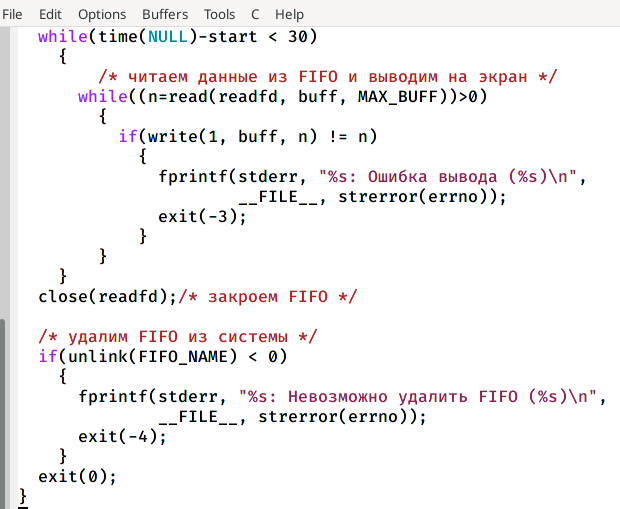 File Edit Options Buffers Tools C Help
while(time(NULL)-start < 30)
{
/* читаем данные из FIFO и выводим на экран */
while((n=read(readfd, buff, MAX_BUFF))>0)
{
if(write(1, buff, n) != n)
{
fprintf(stderr, "%s: Ошибка вывода (%s)\n",
__FILE__, strerror(errno));
exit(-3);
}
}
}
close(readfd);/* закроем FIFO */
/* удалим FIFO из системы */
if(unlink(FIFO_NAME) < 0)
{
fprintf(stderr, "%s: Невозможно удалить FIFO (%s)\n",
__FILE__, strerror(errno));
exit(-4);
}
exit(0);
}